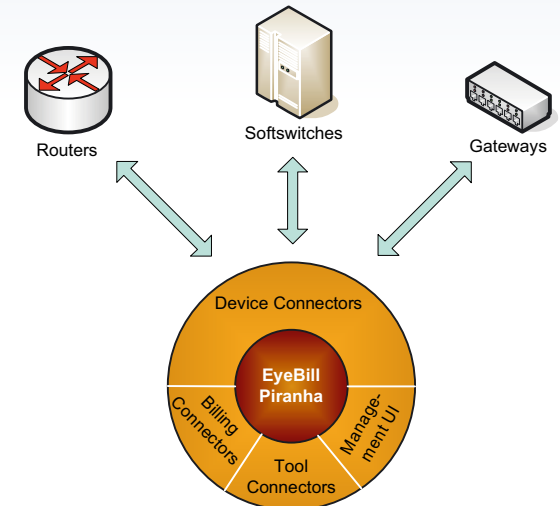 Routers
Softswitches
Gateways
Device Connectors
EyeBill
Piranha
Billing
Connectors
Tool
Connectors
Manage-
ment UI